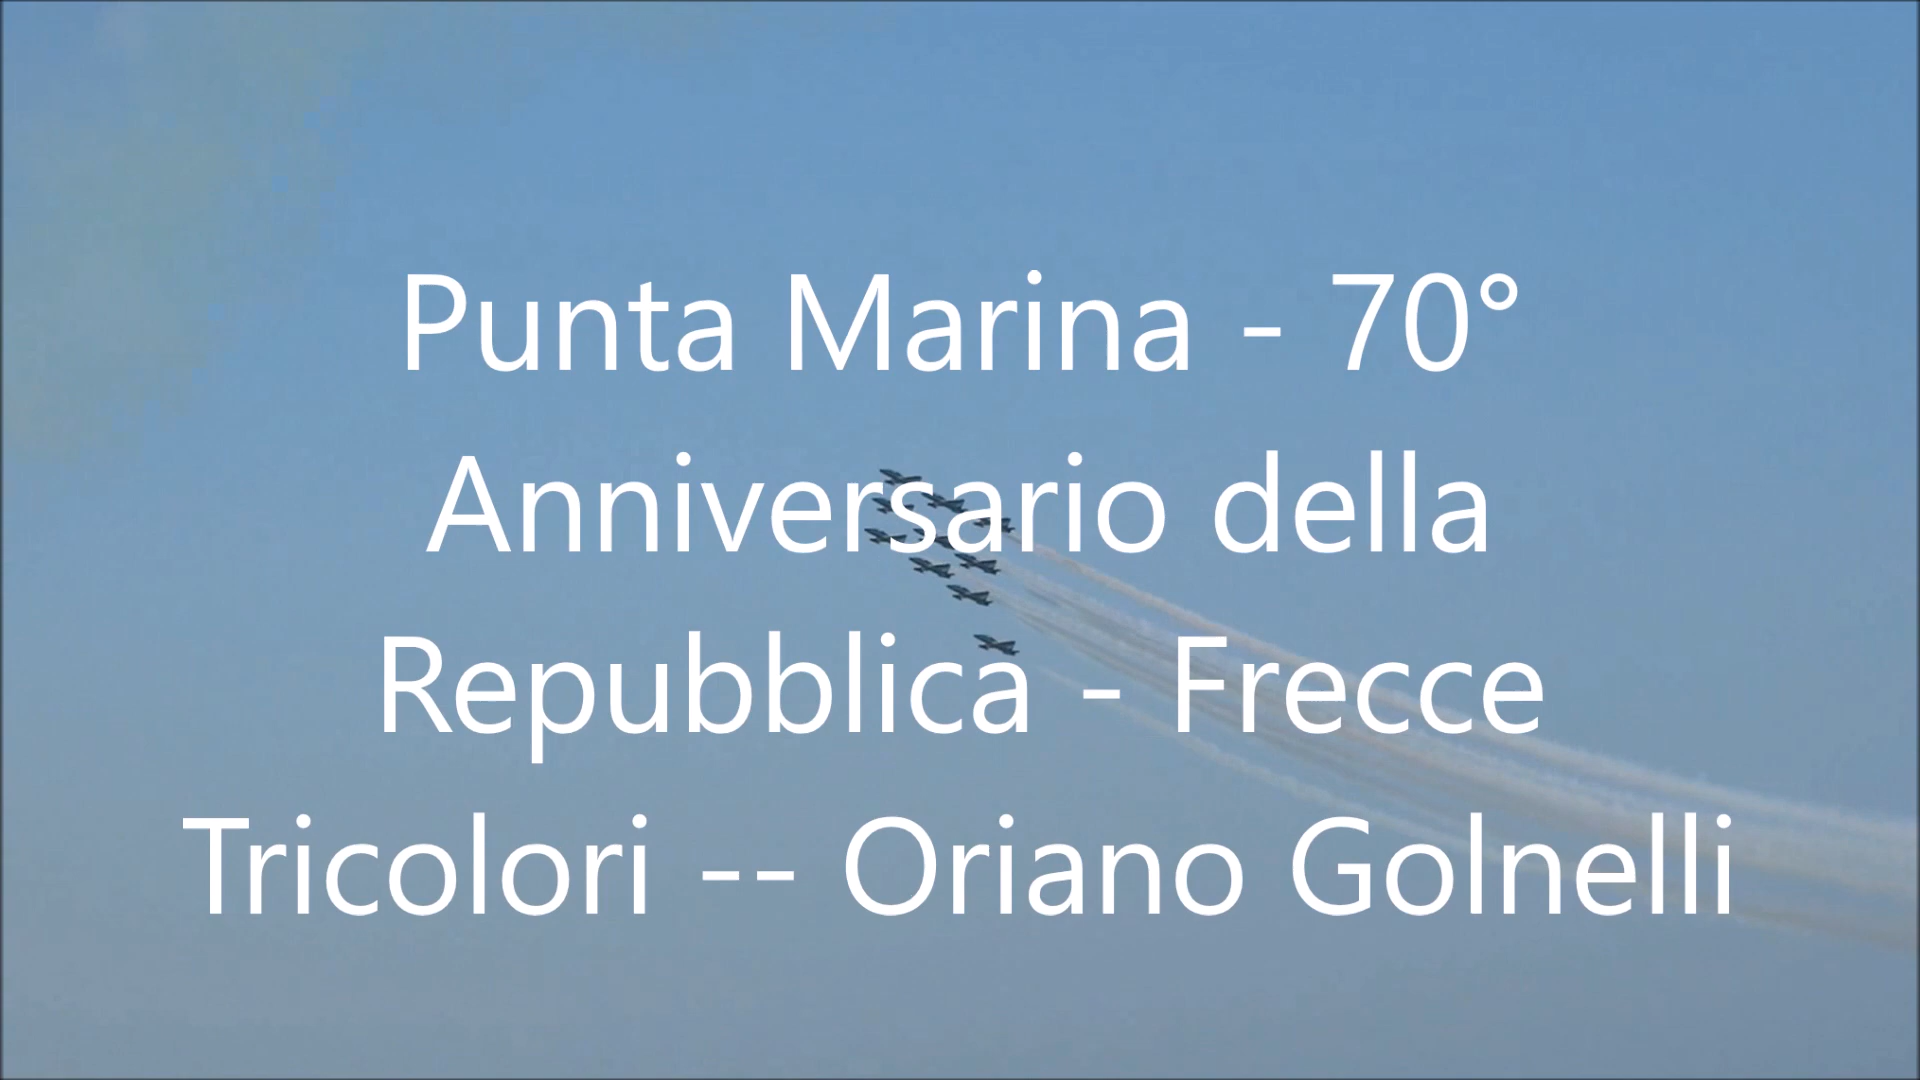 Punta Marina - 70°
Anniversario della
Repubblica - Frecce
Tricolori -- Oriano Golnelli